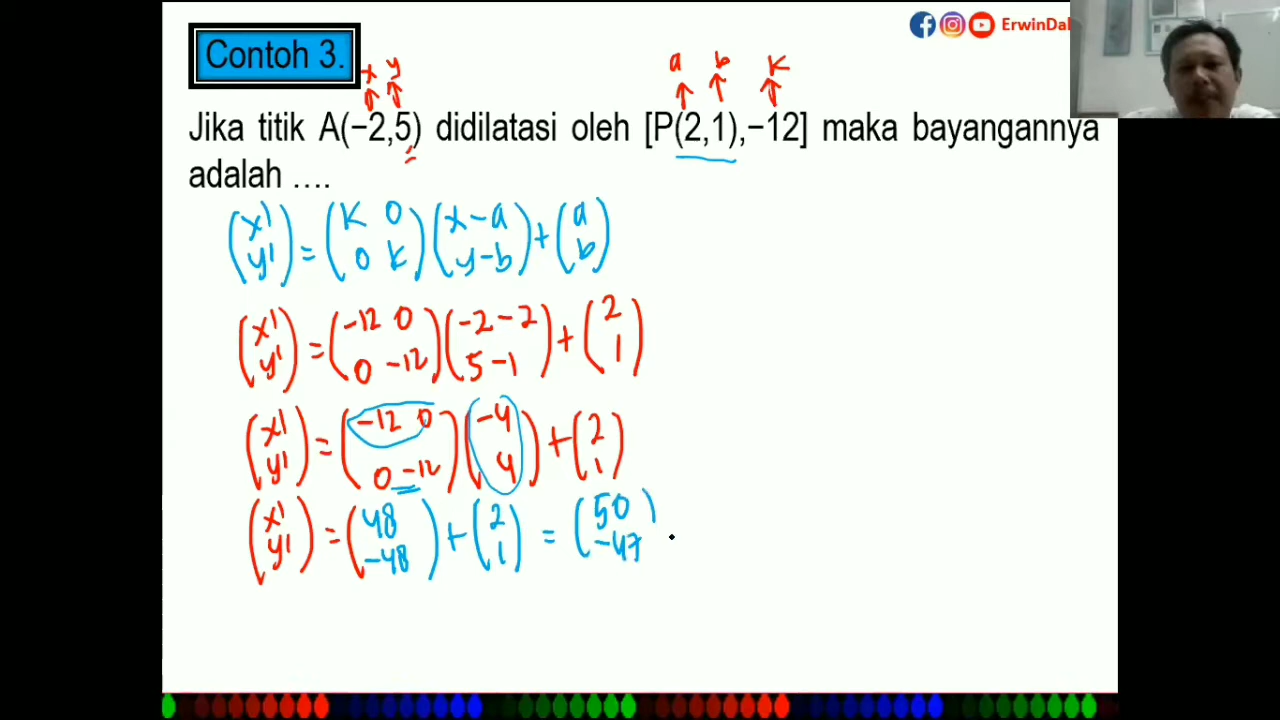 Contoh 3.
ErwinDal
x y
a b K
Jika titik A(−2,5) didilatasi oleh [P(2,1),−12] maka bayangannya
adalah ....
(x' y') = (K 0 0 k)(x-a y-b) + (a b)
(x' y') = (-12 0 0 -12)(-2-2 5-1) + (2 1)
(x' y') = (-12 0 0 -12)(-4 4) + (2 1)
(x' y') = (48 -48) + (2 1) = (50 -47)